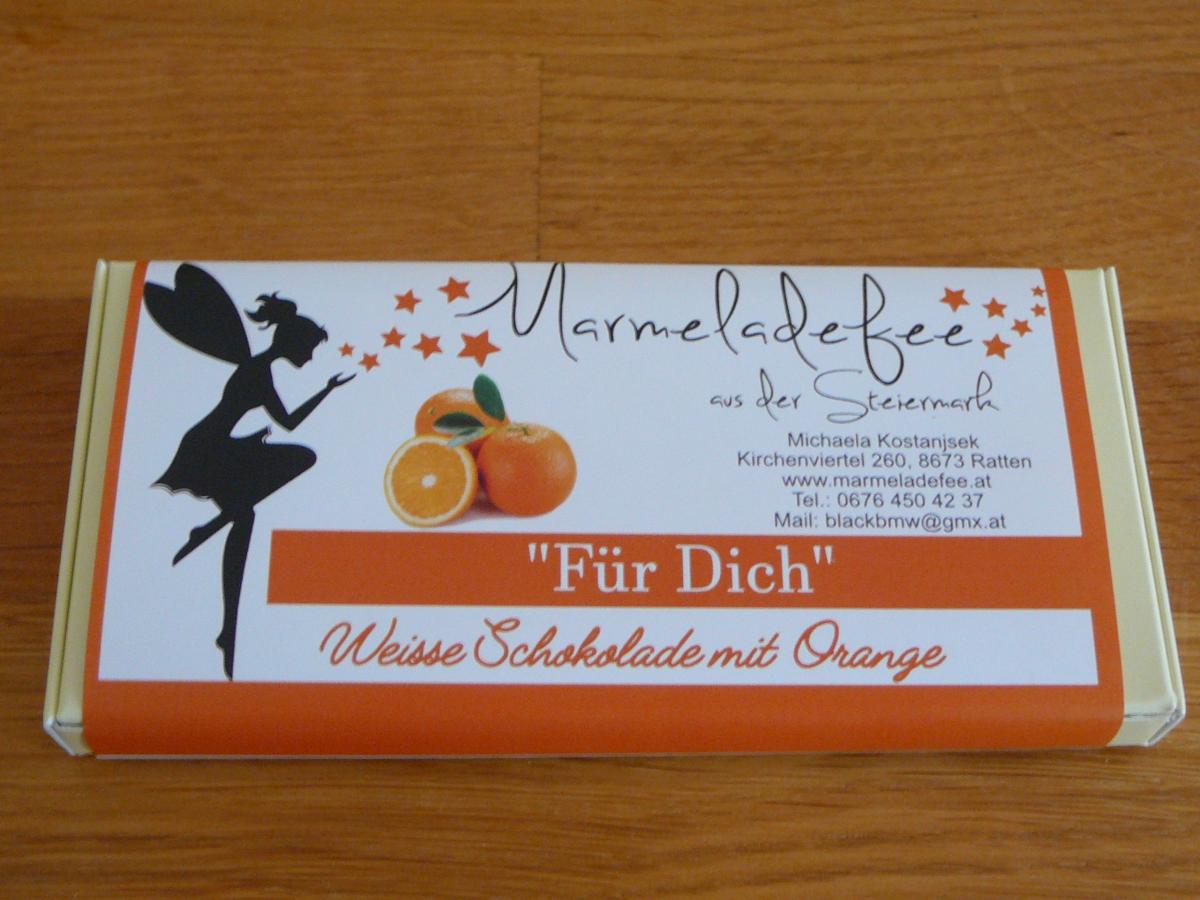 Marmeladefee
aus der Steiermark
Michaela Kostanjsek
Kirchenviertel 260, 8673 Ratten
www.marmeladefee.at
Tel.: 0676 450 42 37
Mail: blackbmw@gmx.at
"Für Dich"
Weisse Schokolade mit Orange